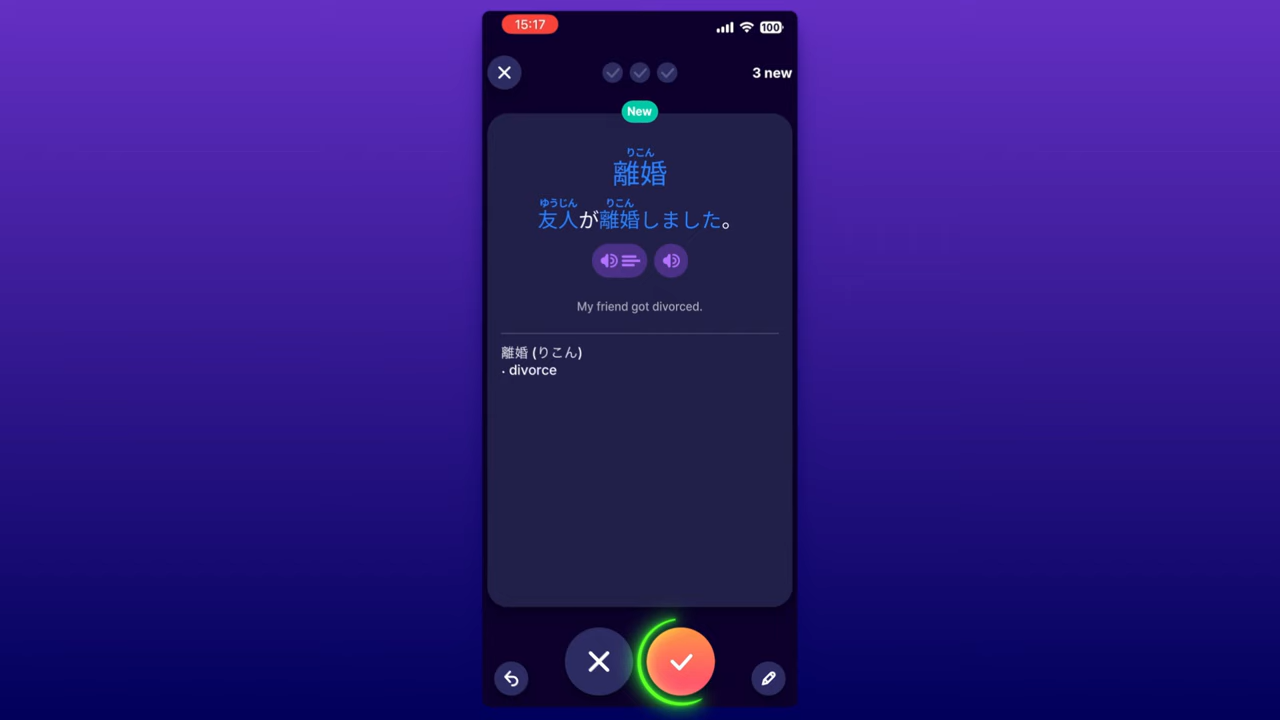 15:17
100
3 new
New
りこん
離婚
ゆうじん りこん
友人が離婚しました。
My friend got divorced.
離婚 (りこん)
· divorce